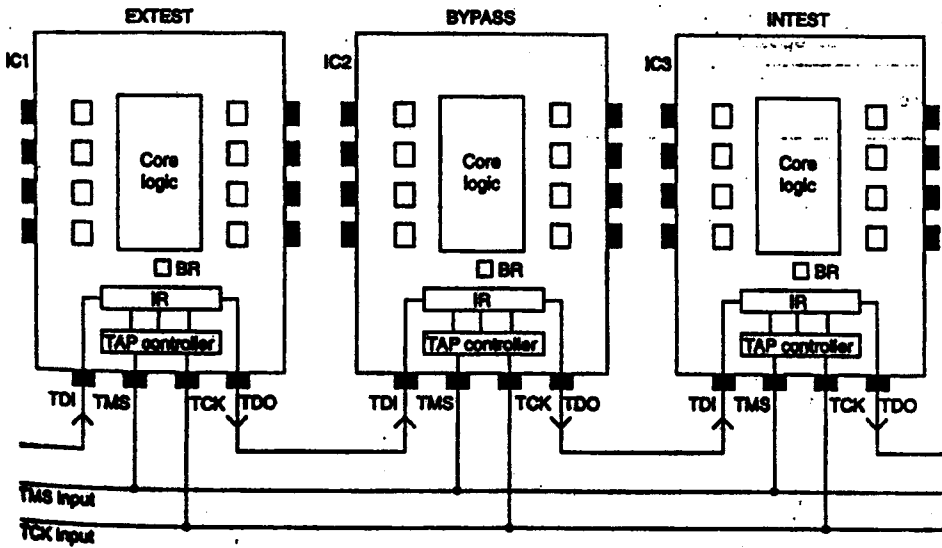 EXTEST
BYPASS
INTEST
IC1
IC2
IC3
Core
logic
Core
logic
Core
logic
BR
BR
BR
IR
IR
IR
TAP controller
TAP controller
TAP controller
TDI TMS TCK TDO
TDI TMS TCK TDO
TDI TMS TCK TDO
TMS Input
TCK Input